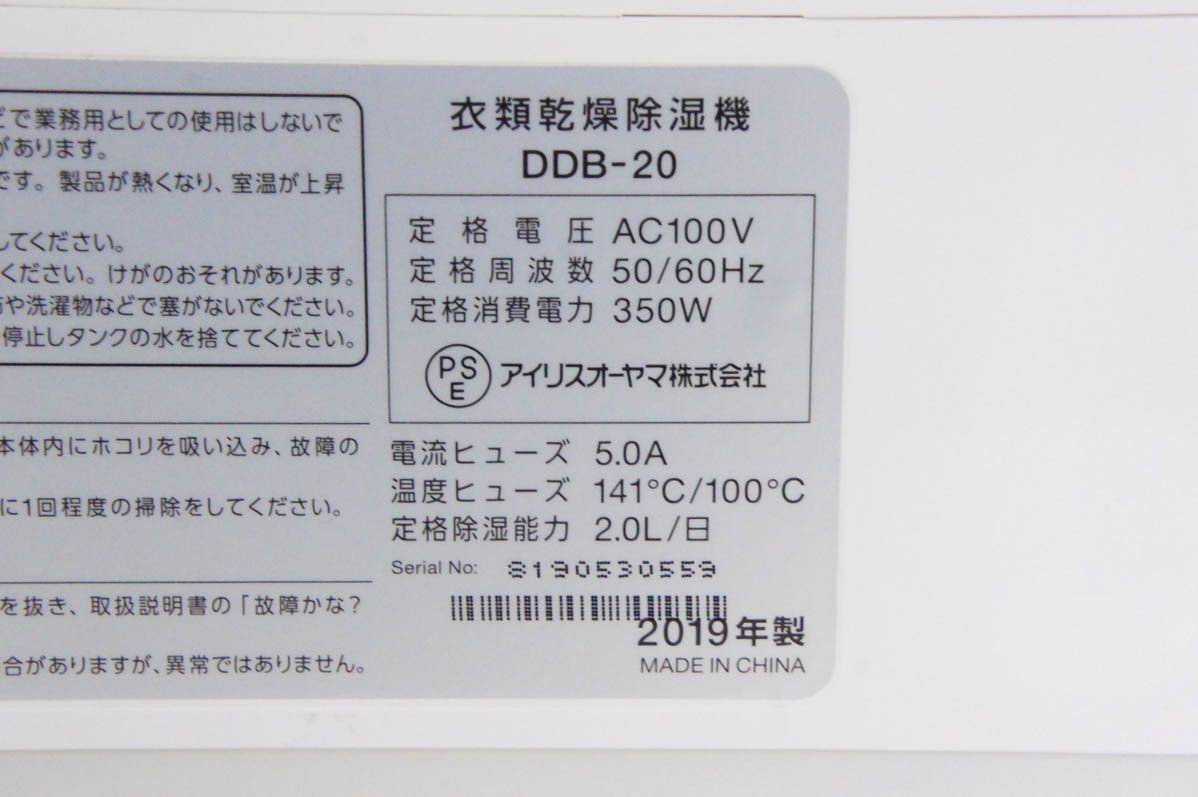 で業務用としての使用はしないで
があります。
です。製品が熱くなり、室温が上昇
してください。
ください。けがのおそれがあります。
や洗濯物などで塞がないでください。
停止しタンクの水を捨ててください。
本体内にホコリを吸い込み、故障の
に1回程度の掃除をしてください。
を抜き、取扱説明書の「故障かな？
合がありますが、異常ではありません。
衣類乾燥除湿機
DDB-20
定格電圧 AC100V
定格周波数 50/60Hz
定格消費電力 350W
PSE アイリスオーヤマ株式会社
電流ヒューズ 5.0A
温度ヒューズ 141°C/100°C
定格除湿能力 2.0L/日
Serial No: 8190530559
2019年製
MADE IN CHINA